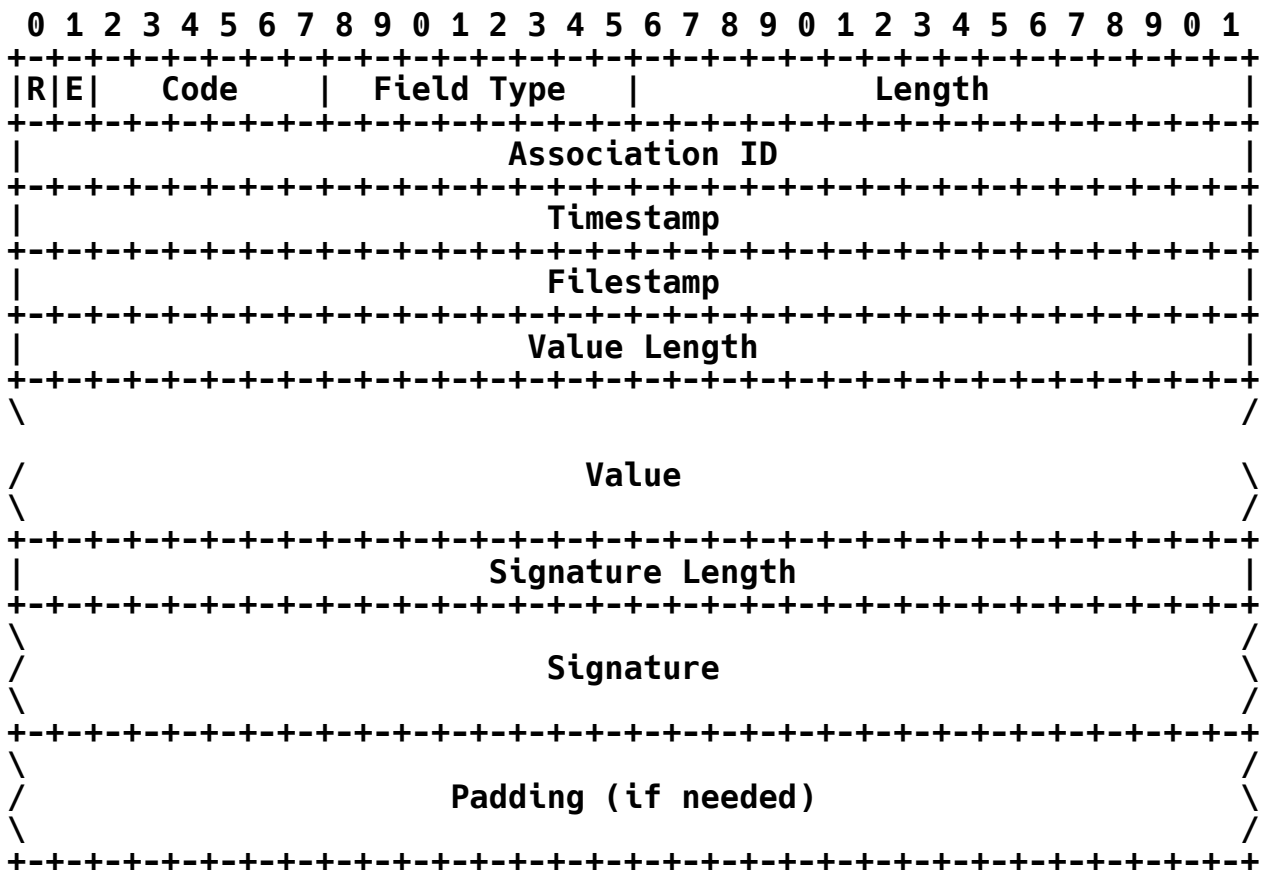 0 1 2 3 4 5 6 7 8 9 0 1 2 3 4 5 6 7 8 9 0 1 2 3 4 5 6 7 8 9 0 1
+-+-+-+-+-+-+-+-+-+-+-+-+-+-+-+-+-+-+-+-+-+-+-+-+-+-+-+-+-+-+-+-+
|R|E|   Code    |  Field Type   |            Length             |
+-+-+-+-+-+-+-+-+-+-+-+-+-+-+-+-+-+-+-+-+-+-+-+-+-+-+-+-+-+-+-+-+
|                         Association ID                        |
+-+-+-+-+-+-+-+-+-+-+-+-+-+-+-+-+-+-+-+-+-+-+-+-+-+-+-+-+-+-+-+-+
|                           Timestamp                           |
+-+-+-+-+-+-+-+-+-+-+-+-+-+-+-+-+-+-+-+-+-+-+-+-+-+-+-+-+-+-+-+-+
|                           Filestamp                           |
+-+-+-+-+-+-+-+-+-+-+-+-+-+-+-+-+-+-+-+-+-+-+-+-+-+-+-+-+-+-+-+-+
|                          Value Length                         |
+-+-+-+-+-+-+-+-+-+-+-+-+-+-+-+-+-+-+-+-+-+-+-+-+-+-+-+-+-+-+-+-+
\                                                               /

/                             Value                             \
\                                                               /
+-+-+-+-+-+-+-+-+-+-+-+-+-+-+-+-+-+-+-+-+-+-+-+-+-+-+-+-+-+-+-+-+
|                        Signature Length                       |
+-+-+-+-+-+-+-+-+-+-+-+-+-+-+-+-+-+-+-+-+-+-+-+-+-+-+-+-+-+-+-+-+
\                                                               /
/                           Signature                           \
\                                                               /
+-+-+-+-+-+-+-+-+-+-+-+-+-+-+-+-+-+-+-+-+-+-+-+-+-+-+-+-+-+-+-+-+
\                                                               /
/                      Padding (if needed)                      \
\                                                               /
+-+-+-+-+-+-+-+-+-+-+-+-+-+-+-+-+-+-+-+-+-+-+-+-+-+-+-+-+-+-+-+-+